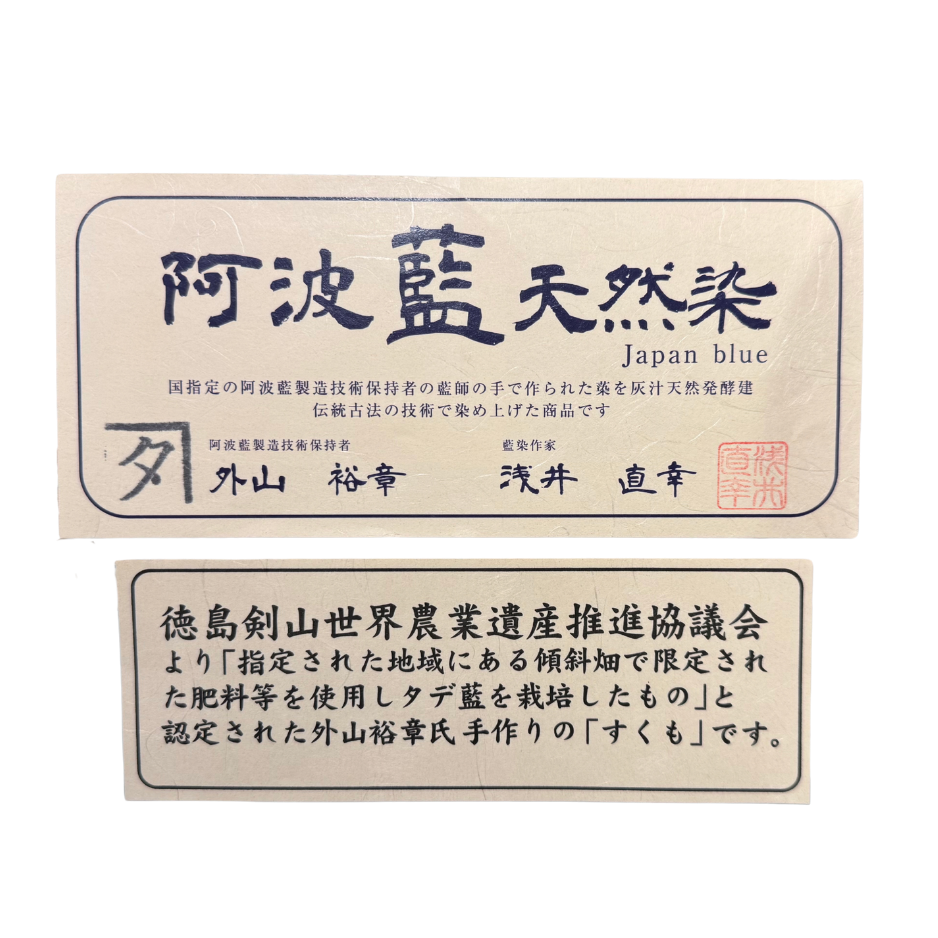 阿波藍天然染
Japan blue
国指定の阿波藍製造技術保持者の藍師の手で作られた蒅を灰汁天然発酵建
伝統古法の技術で染め上げた商品です
阿波藍製造技術保持者
外山 裕章
藍染作家
浅井 直幸
浅井直幸
徳島剣山世界農業遺産推進協議会
より「指定された地域にある傾斜畑で限定され
た肥料等を使用しタデ藍を栽培したもの」と
認定された外山裕章氏手作りの「すくも」です。